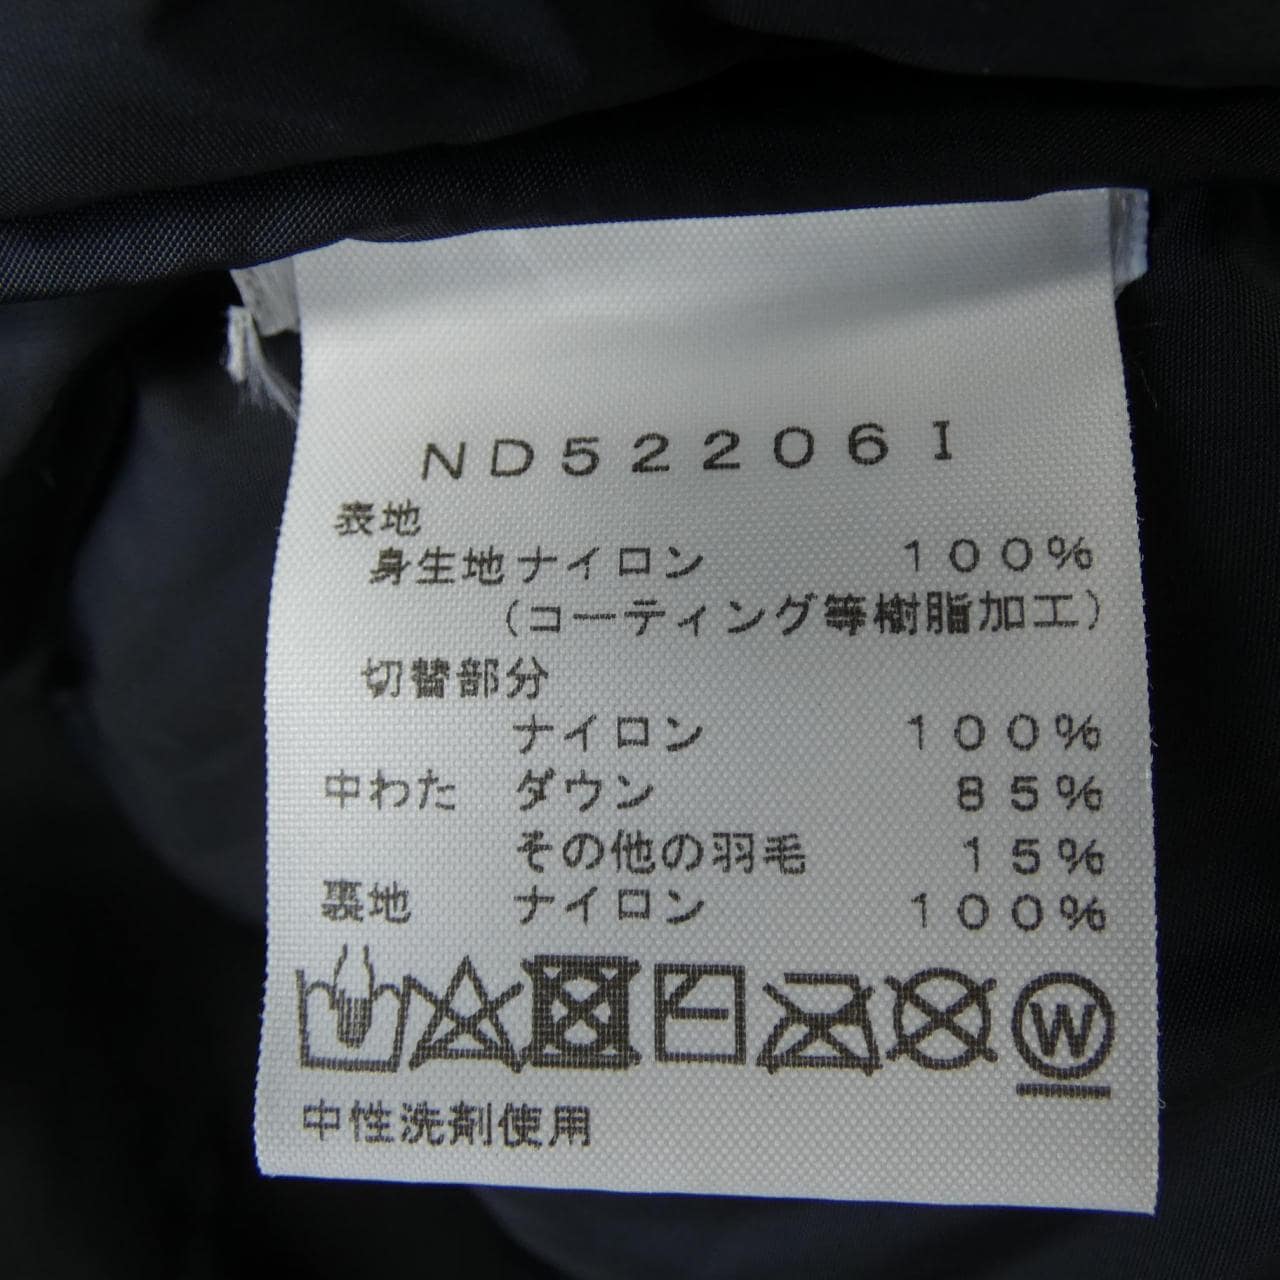 ND52206I
表地
身生地ナイロン 100%
(コーティング等樹脂加工)
切替部分
ナイロン 100%
中わた ダウン 85%
その他の羽毛 15%
裏地 ナイロン 100%
W
中性洗剤使用